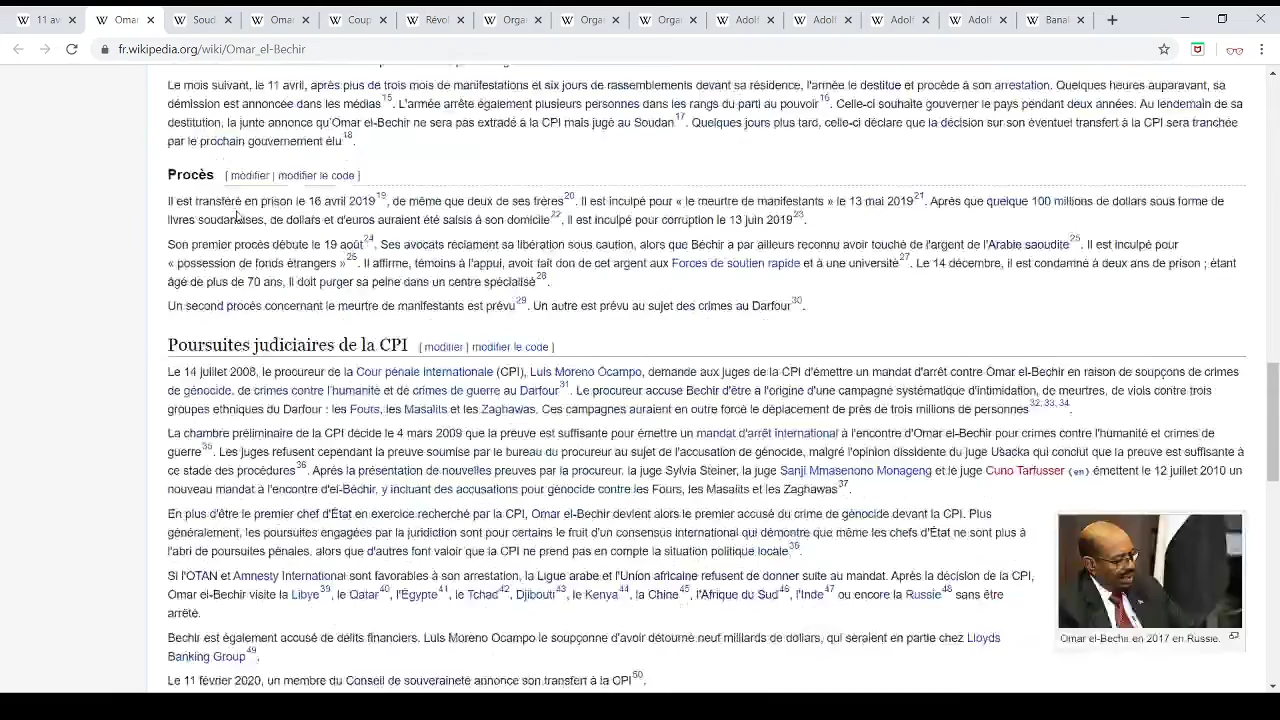 11 av
Omar
Soud
Omar
Coup
Révol
Organ
Organ
Organ
Adolf
Adolf
Adolf
Adolf
Banal
fr.wikipedia.org/wiki/Omar_el-Bechir
Le mois suivant, le 11 avril, après plus de trois mois de manifestations et six jours de rassemblements devant sa résidence, l'armée le destitue et procède à son arrestation. Quelques heures auparavant, sa
démission est annoncée dans les médias15. L'armée arrête également plusieurs personnes dans les rangs du parti au pouvoir16. Celle-ci souhaite gouverner le pays pendant deux années. Au lendemain de sa
destitution, la junte annonce qu'Omar el-Bechir ne sera pas extradé à la CPI mais jugé au Soudan17. Quelques jours plus tard, celle-ci déclare que la décision sur son éventuel transfert à la CPI sera tranchée
par le prochain gouvernement élu18.
Procès [ modifier | modifier le code ]
Il est transféré en prison le 16 avril 201919, de même que deux de ses frères20. Il est inculpé pour « le meurtre de manifestants » le 13 mai 201921. Après que quelque 100 millions de dollars sous forme de
livres soudanaises, de dollars et d'euros auraient été saisis à son domicile22, il est inculpé pour corruption le 13 juin 201923.
Son premier procès débute le 19 août24. Ses avocats réclament sa libération sous caution, alors que Béchir a par ailleurs reconnu avoir touché de l'argent de l'Arabie saoudite25. Il est inculpé pour
« possession de fonds étrangers »26. Il affirme, témoins à l'appui, avoir fait don de cet argent aux Forces de soutien rapide et à une université27. Le 14 décembre, il est condamné à deux ans de prison ; étant
âgé de plus de 70 ans, il doit purger sa peine dans un centre spécialisé28.
Un second procès concernant le meurtre de manifestants est prévu29. Un autre est prévu au sujet des crimes au Darfour30.
Poursuites judiciaires de la CPI [ modifier | modifier le code ]
Le 14 juillet 2008, le procureur de la Cour pénale internationale (CPI), Luis Moreno Ocampo, demande aux juges de la CPI d'émettre un mandat d'arrêt contre Omar el-Bechir en raison de soupçons de crimes
de génocide, de crimes contre l'humanité et de crimes de guerre au Darfour31. Le procureur accuse Bechir d'être à l'origine d'une campagne systématique d'intimidation, de meurtres, de viols contre trois
groupes ethniques du Darfour : les Fours, les Masalits et les Zaghawas. Ces campagnes auraient en outre forcé le déplacement de près de trois millions de personnes32, 33, 34.
La chambre préliminaire de la CPI décide le 4 mars 2009 que la preuve est suffisante pour émettre un mandat d'arrêt international à l'encontre d'Omar el-Bechir pour crimes contre l'humanité et crimes de
guerre35. Les juges refusent cependant la preuve soumise par le bureau du procureur au sujet de l'accusation de génocide, malgré l'opinion dissidente du juge Ušacka qui conclut que la preuve est suffisante à
ce stade des procédures36. Après la présentation de nouvelles preuves par la procureur, la juge Sylvia Steiner, la juge Sanji Mmasenono Monageng et le juge Cuno Tarfusser (en) émettent le 12 juillet 2010 un
nouveau mandat à l'encontre d'el-Béchir, y incluant des accusations pour génocide contre les Fours, les Masalits et les Zaghawas37.
En plus d'être le premier chef d'État en exercice recherché par la CPI, Omar el-Bechir devient alors le premier accusé du crime de génocide devant la CPI. Plus
généralement, les poursuites engagées par la juridiction sont pour certains le fruit d'un consensus international qui démontre que même les chefs d'État ne sont plus à
l'abri de poursuites pénales, alors que d'autres font valoir que la CPI ne prend pas en compte la situation politique locale38.
Si l'OTAN et Amnesty International sont favorables à son arrestation, la Ligue arabe et l'Union africaine refusent de donner suite au mandat. Après la décision de la CPI,
Omar el-Bechir visite la Libye39, le Qatar40, l'Égypte41, le Tchad42, Djibouti43, le Kenya44, la Chine45, l'Afrique du Sud46, l'Inde47 ou encore la Russie48 sans être
arrêté.
Omar el-Bechir en 2017 en Russie.
Bechir est également accusé de délits financiers. Luis Moreno Ocampo le soupçonne d'avoir détourné neuf milliards de dollars, qui seraient en partie chez Lloyds
Banking Group49.
Le 11 février 2020, un membre du Conseil de souveraineté annonce son transfert à la CPI50.